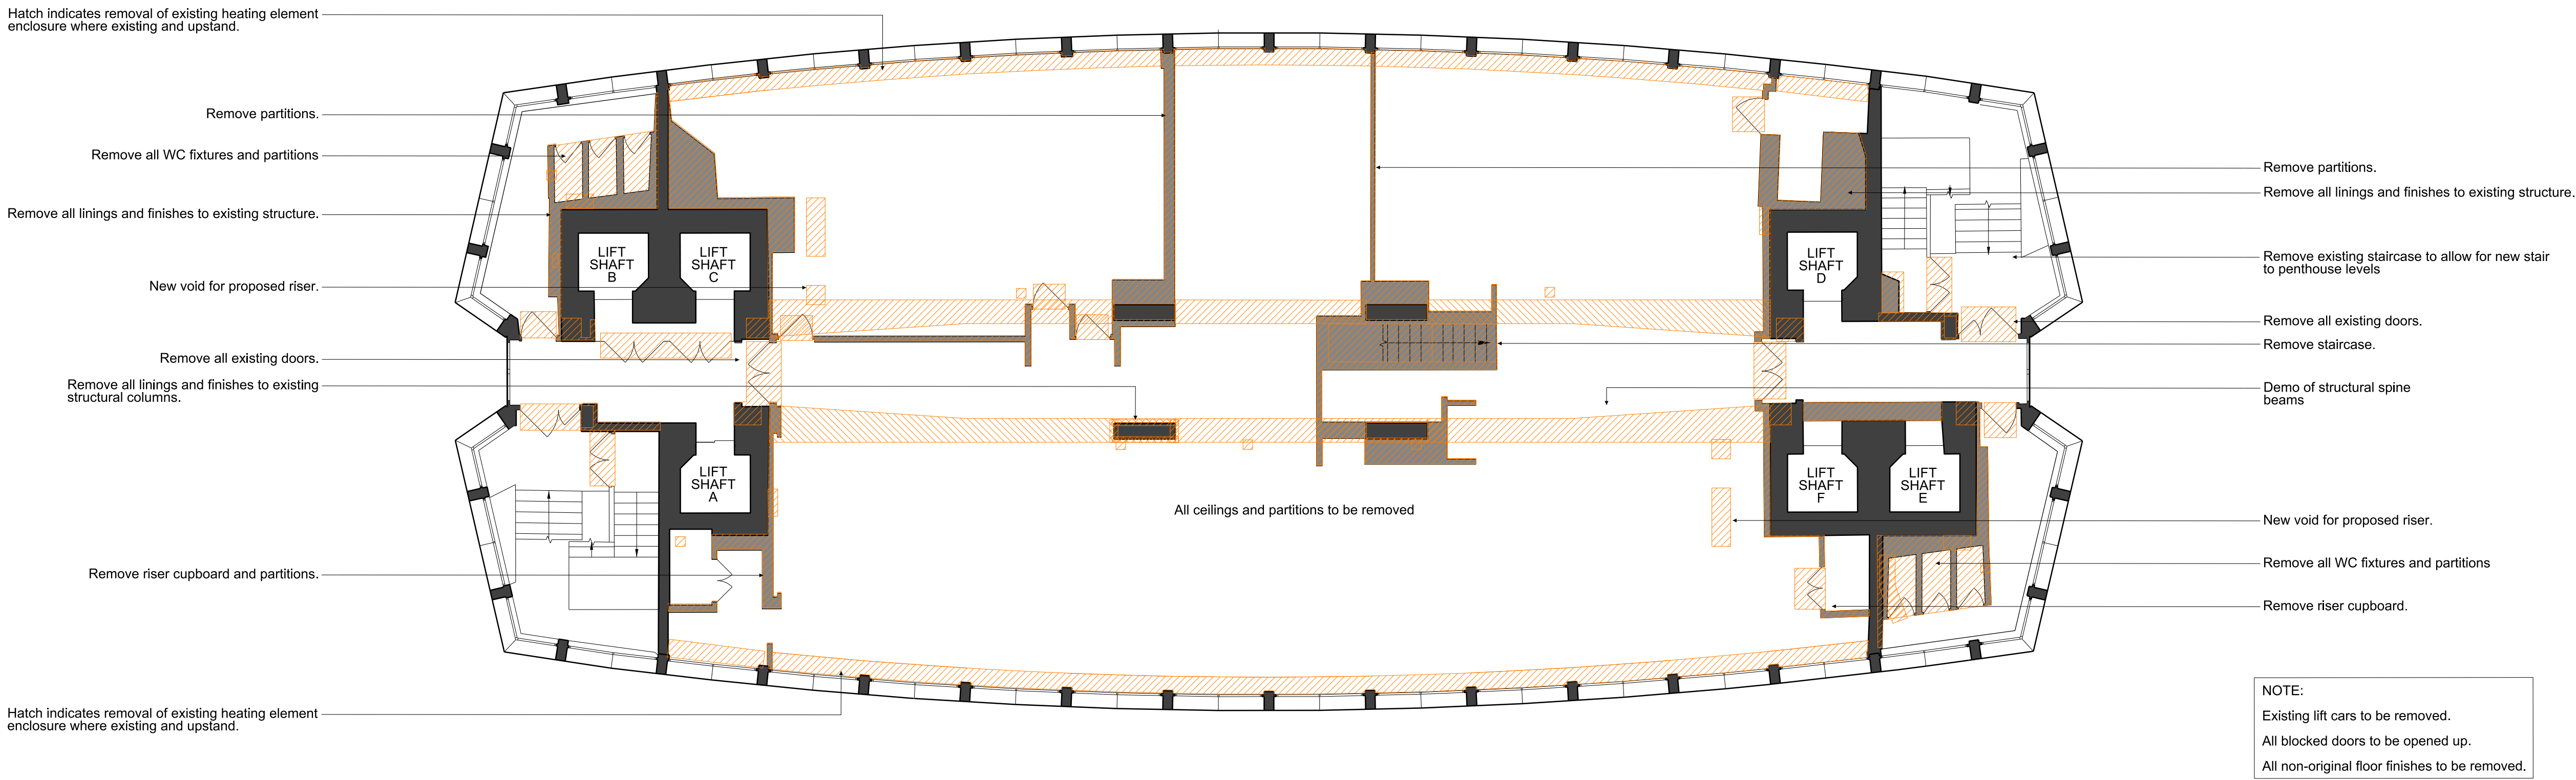 Hatch indicates removal of existing heating element
enclosure where existing and upstand.
Remove partitions.
Remove all WC fixtures and partitions
Remove all linings and finishes to existing structure.
New void for proposed riser.
Remove all existing doors.
Remove all linings and finishes to existing
structural columns.
Remove riser cupboard and partitions.
Hatch indicates removal of existing heating element
enclosure where existing and upstand.
LIFT
SHAFT
B
LIFT
SHAFT
C
LIFT
SHAFT
A
All ceilings and partitions to be removed
LIFT
SHAFT
D
LIFT
SHAFT
F
LIFT
SHAFT
E
Remove partitions.
Remove all linings and finishes to existing structure.
Remove existing staircase to allow for new stair
to penthouse levels
Remove all existing doors.
Remove staircase.
Demo of structural spine
beams
New void for proposed riser.
Remove all WC fixtures and partitions
Remove riser cupboard.
NOTE:
Existing lift cars to be removed.
All blocked doors to be opened up.
All non-original floor finishes to be removed.